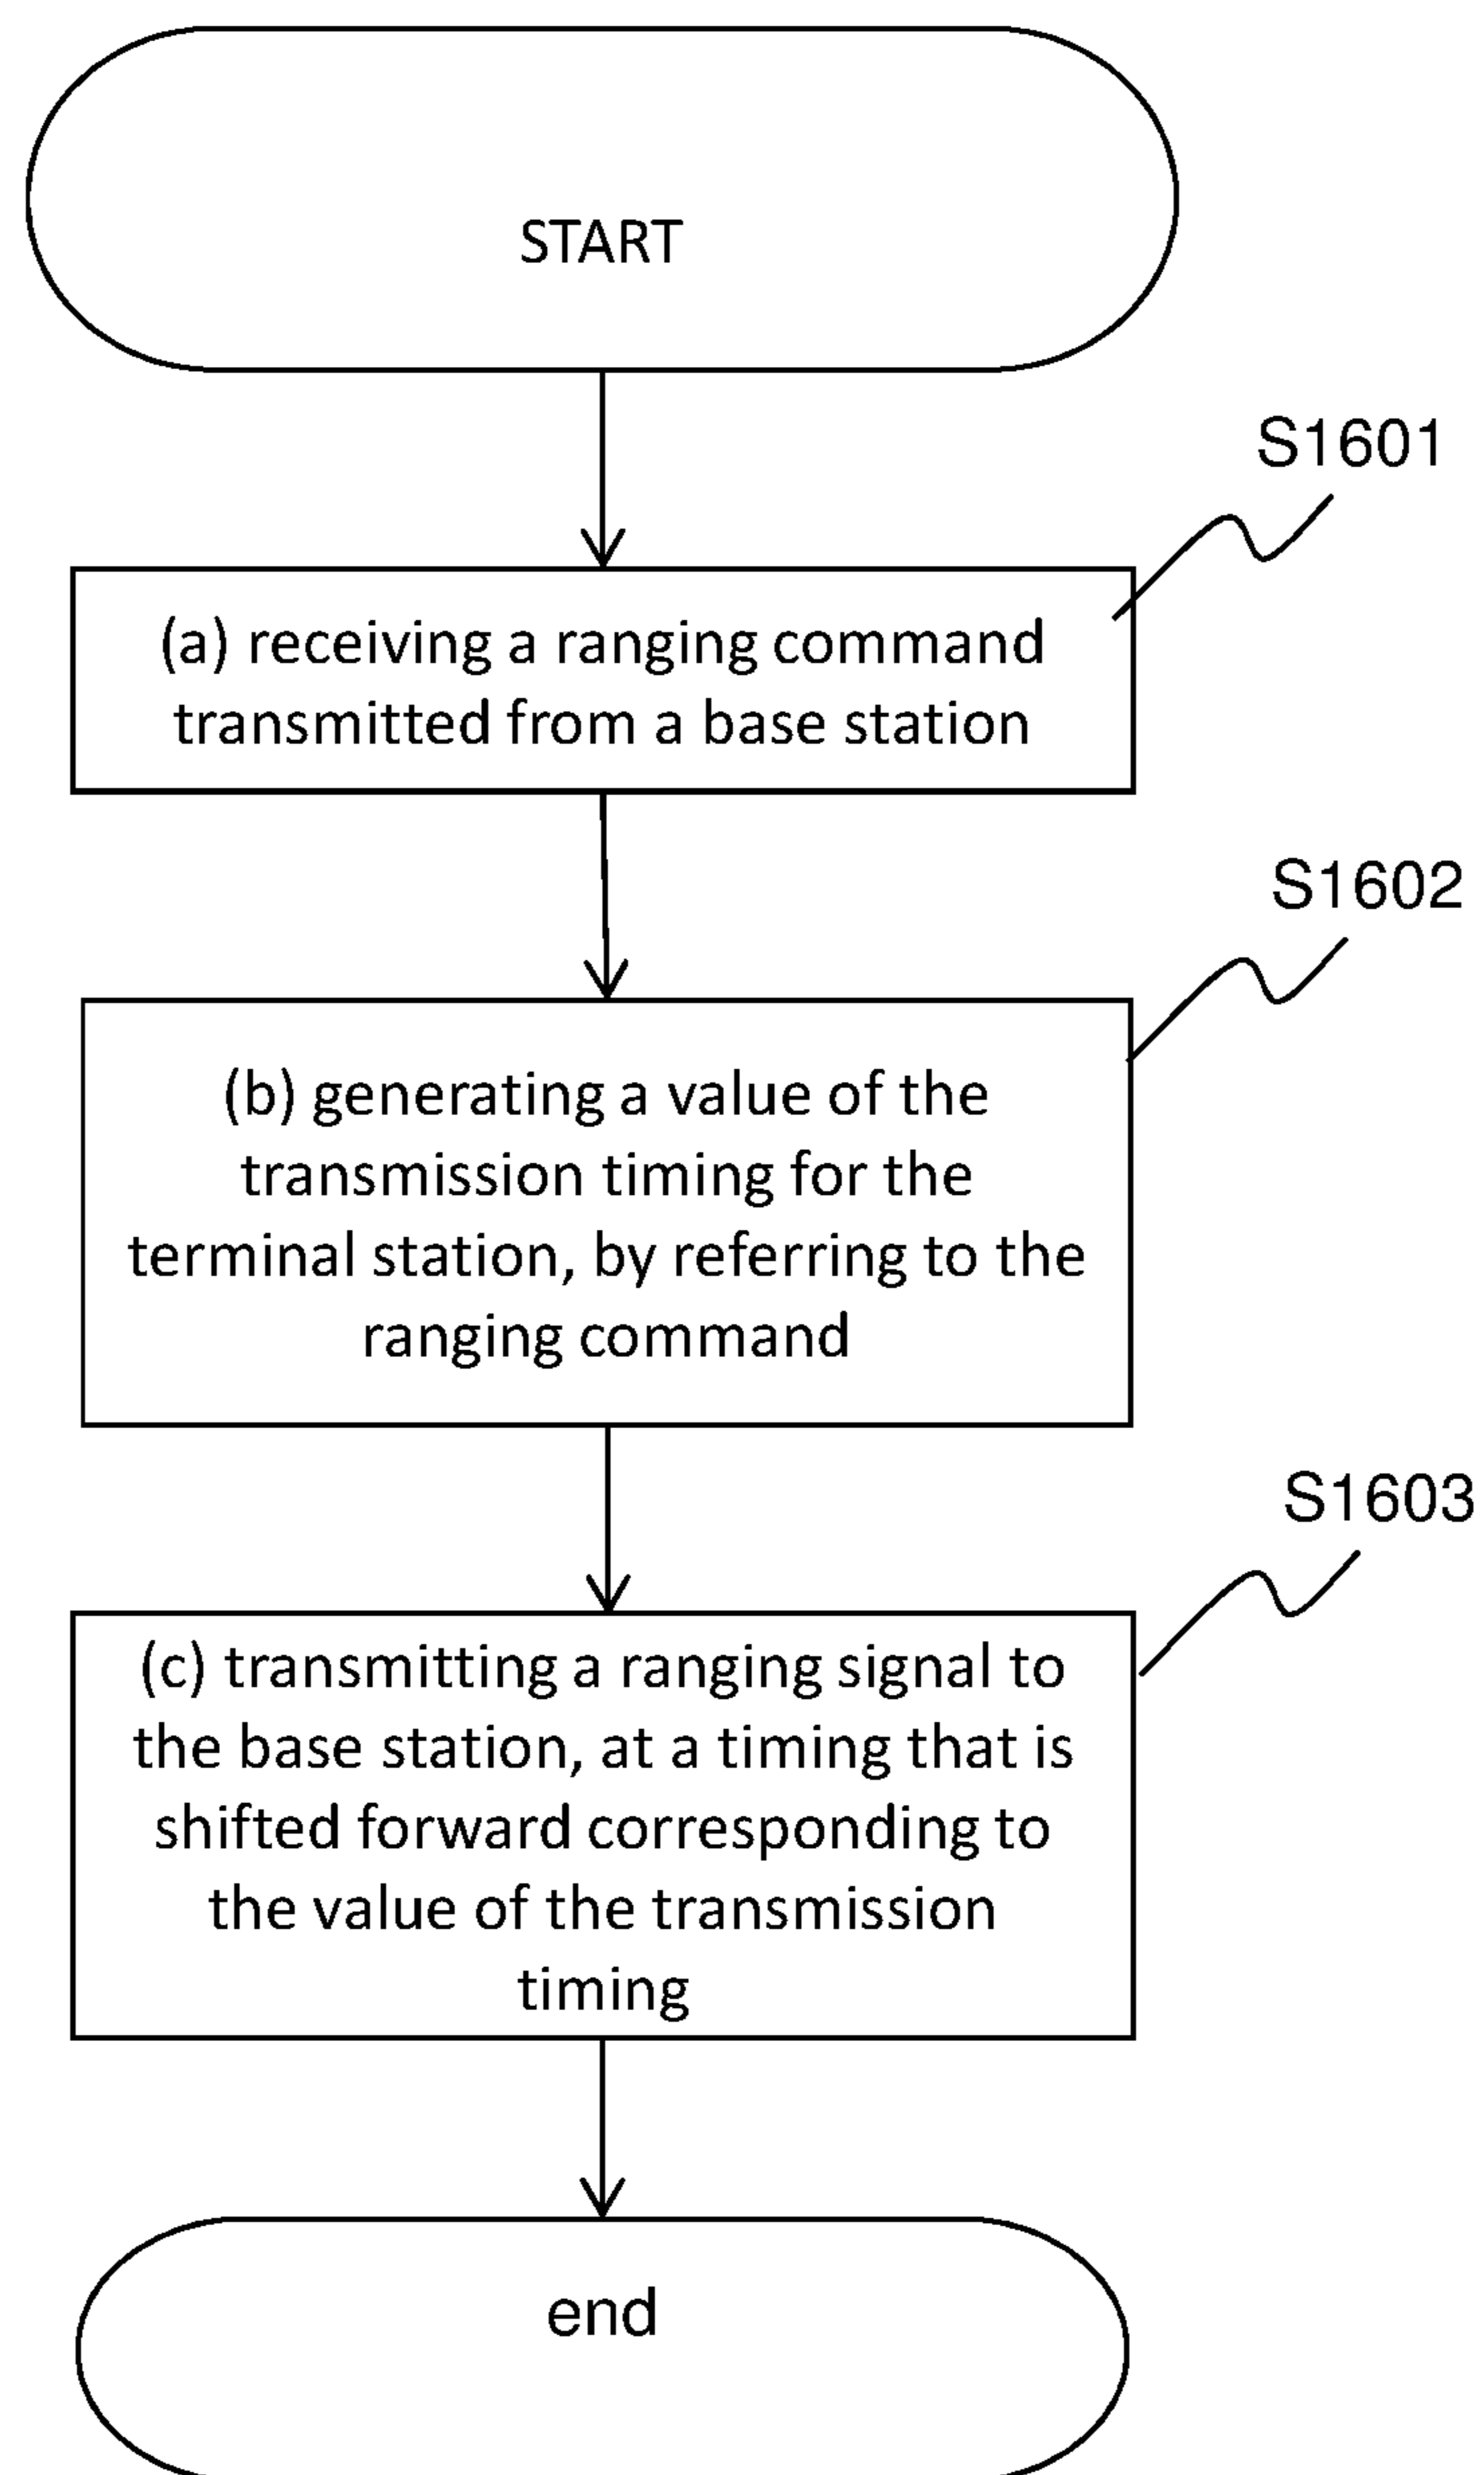 START
S1601
(a) receiving a ranging command
transmitted from a base station
S1602
(b) generating a value of the
transmission timing for the
terminal station, by referring to the
ranging command
S1603
(c) transmitting a ranging signal to
the base station, at a timing that is
shifted forward corresponding to
the value of the transmission
timing
end